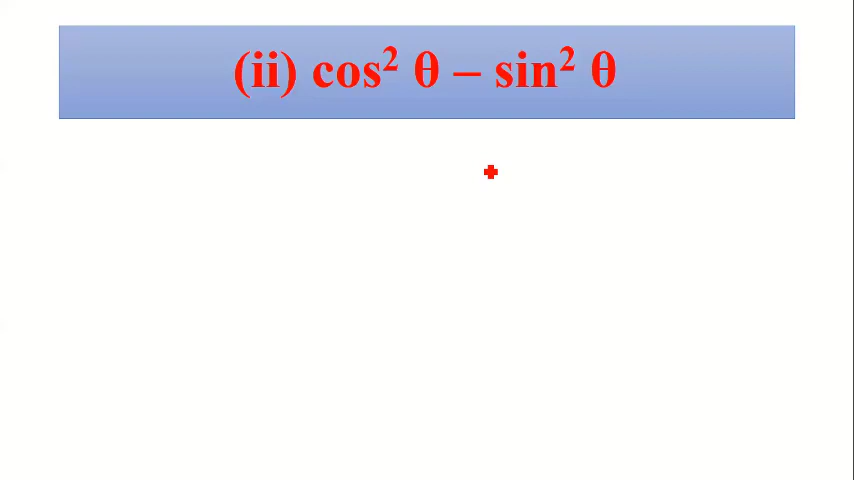 (ii) cos² θ – sin² θ